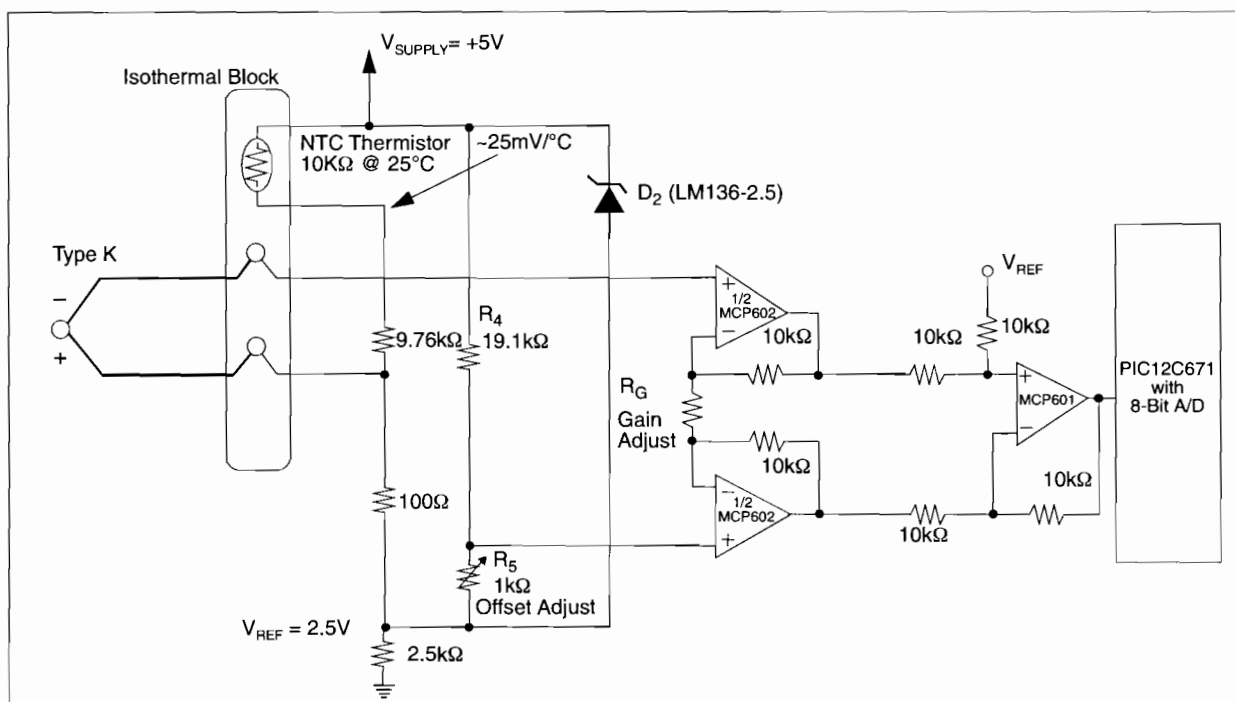 V_SUPPLY= +5V
Isothermal Block
NTC Thermistor
10KΩ @ 25°C
~25mV/°C
D₂ (LM136-2.5)
Type K
−
+
R₄
19.1kΩ
9.76kΩ
100Ω
R₅
1kΩ
Offset Adjust
V_REF = 2.5V
2.5kΩ
+
1/2
MCP602
−
10kΩ
R_G
Gain
Adjust
10kΩ
−
1/2
MCP602
+
V_REF
10kΩ
10kΩ
+
MCP601
−
10kΩ
10kΩ
PIC12C671
with
8-Bit A/D